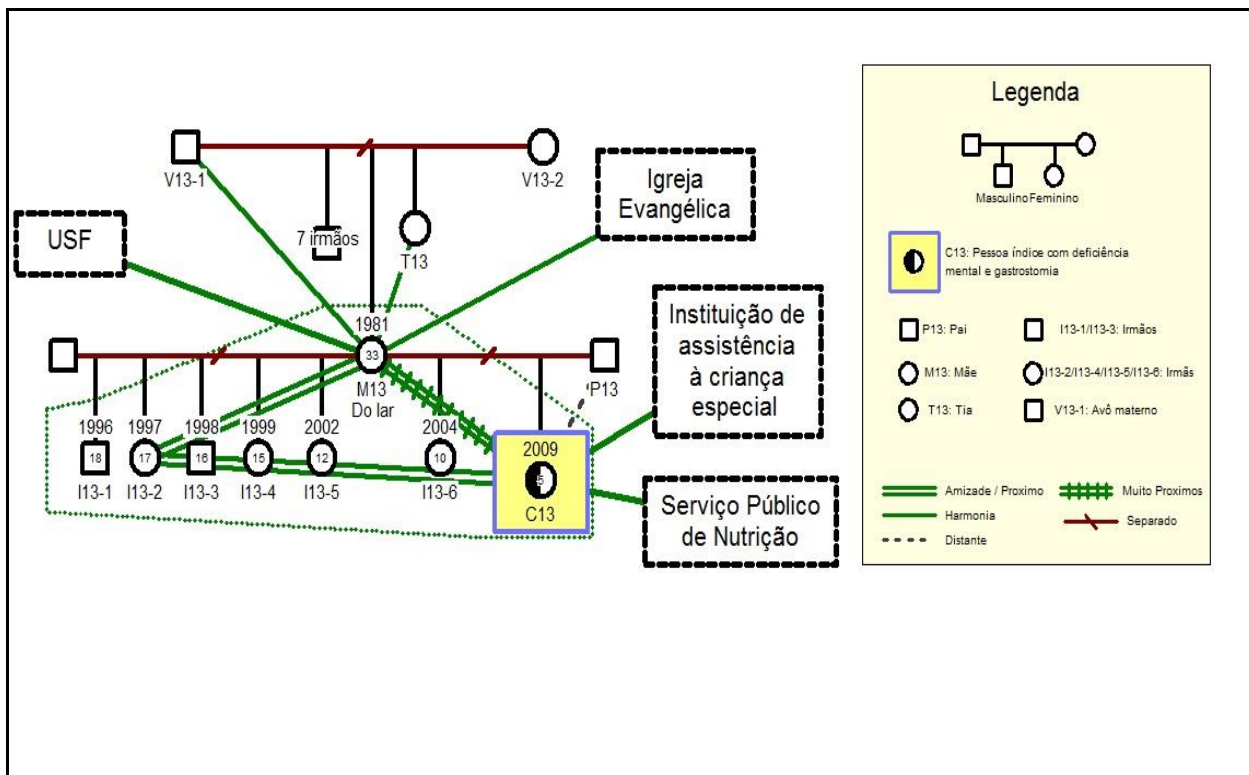 V13-1
V13-2
7 irmãos
T13
USF
Igreja
Evangélica
Instituição de
assistência
à criança
especial
Serviço Público
de Nutrição
1981
33
M13
Do lar
P13
1996
1997
1998
1999
2002
2004
2009
18
17
16
15
12
10
5
I13-1
I13-2
I13-3
I13-4
I13-5
I13-6
C13
Legenda
Masculino Feminino
C13: Pessoa índice com deficiência
mental e gastrostomia
P13: Pai
I13-1/I13-3: Irmãos
M13: Mãe
I13-2/I13-4/I13-5/I13-6: Irmãs
T13: Tia
V13-1: Avô materno
Amizade / Proximo
Muito Proximos
Harmonia
Separado
Distante